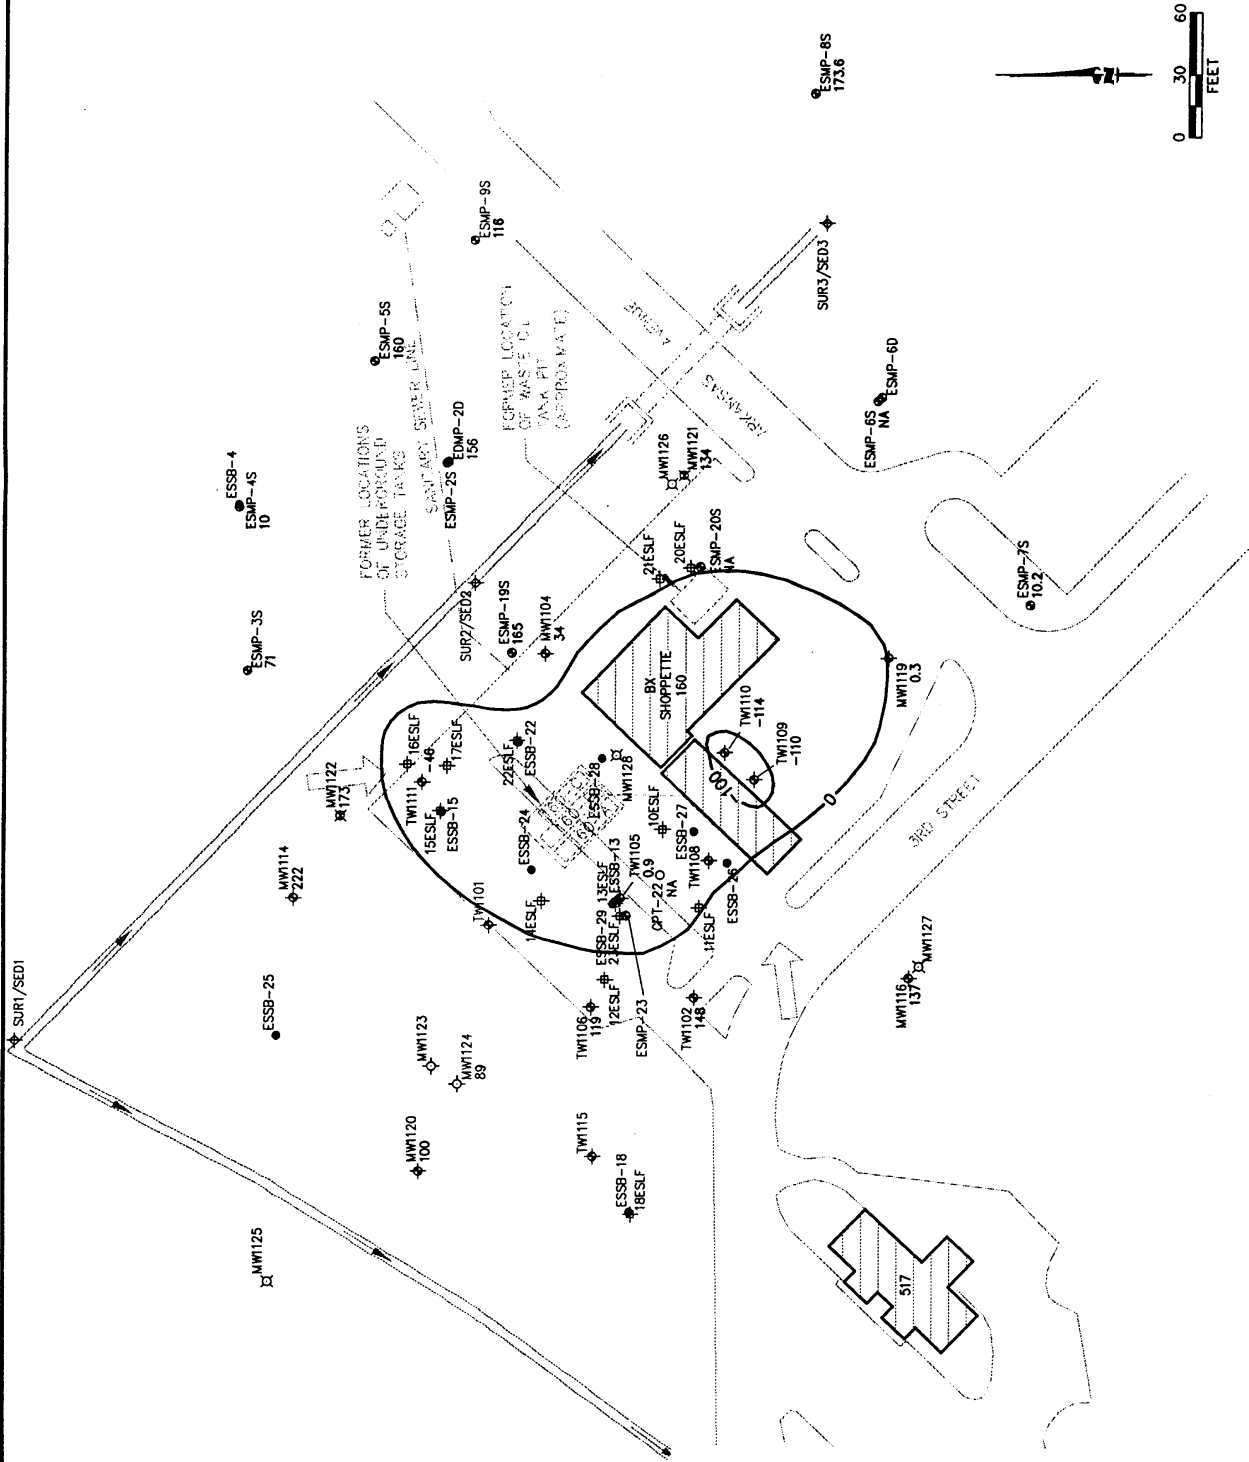 SUR1/SED1
ESSB-25
MW1114
222
MW1122
173
MW1123
MW1124
89
MW1120
100
MW1125
TW1115
ESSB-18
18ESLF
ESMP-3S
71
ESSB-4
ESMP-4S
10
FORMER LOCATIONS
OF UNDERGROUND
STORAGE TANKS
SANITARY SEWER LINE
ESMP-5S
160
ESMP-2S
EDMP-2D
156
ESMP-9S
116
FORMER LOCATION
OF WASTE OIL
TANK PIT
(APPROXIMATE)
ESMP-8S
173.6
0 30 60
FEET
SUR2/SED2
ESMP-19S
165
MW1104
34
16ESLF
TW1111
-46
17ESLF
15ESLF
ESSB-15
22ESLF
ESSB-22
ESSB-24
TW1101
14ESLF
ESSB-28
MW1128
ESSB-13
13ESLF
ESSB-29
23ESLF
TW1105
0.9
CPT-22
NA
12ESLF
TW1106
119
ESMP-23
TW1102
148
11ESLF
10ESLF
ESSB-27
TW1108
ESSB-26
BX
SHOPPETTE
160
TW1110
-114
TW1109
-110
-100
0
21ESLF
20ESLF
ESMP-20S
NA
MW1126
MW1121
134
ARKANSAS
AVENUE
SUR3/SED3
ESMP-6S
NA
ESMP-6D
ESMP-7S
10.2
MW1119
0.3
3RD STREET
MW1116
137
MW1127
517